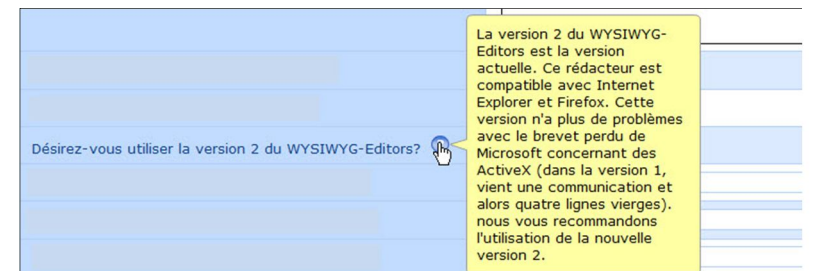 Désirez-vous utiliser la version 2 du WYSIWYG-Editors?
La version 2 du WYSIWYG-
Editors est la version
actuelle. Ce rédacteur est
compatible avec Internet
Explorer et Firefox. Cette
version n'a plus de problèmes
avec le brevet perdu de
Microsoft concernant des
ActiveX (dans la version 1,
vient une communication et
alors quatre lignes vierges).
nous vous recommandons
l'utilisation de la nouvelle
version 2.